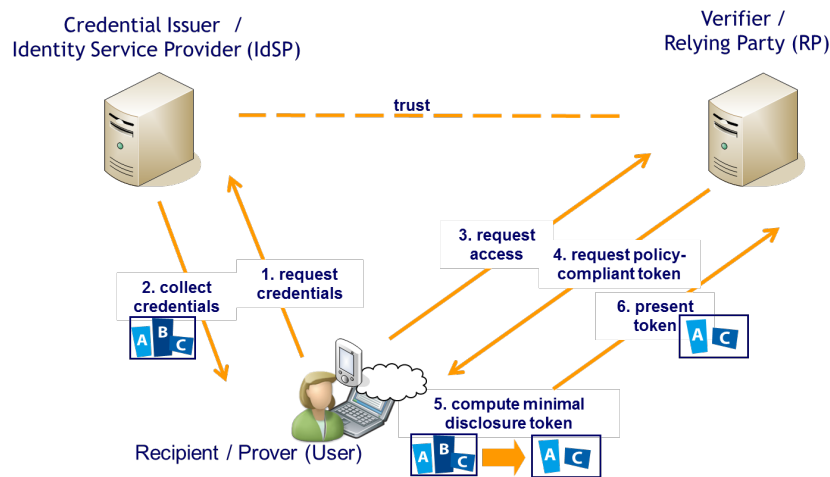 Credential Issuer /
Identity Service Provider (IdSP)
Verifier /
Relying Party (RP)
trust
3. request
access
4. request policy-
compliant token
1. request
credentials
2. collect
credentials
A B C
6. present
token
A C
5. compute minimal
disclosure token
A B C
A C
Recipient / Prover (User)